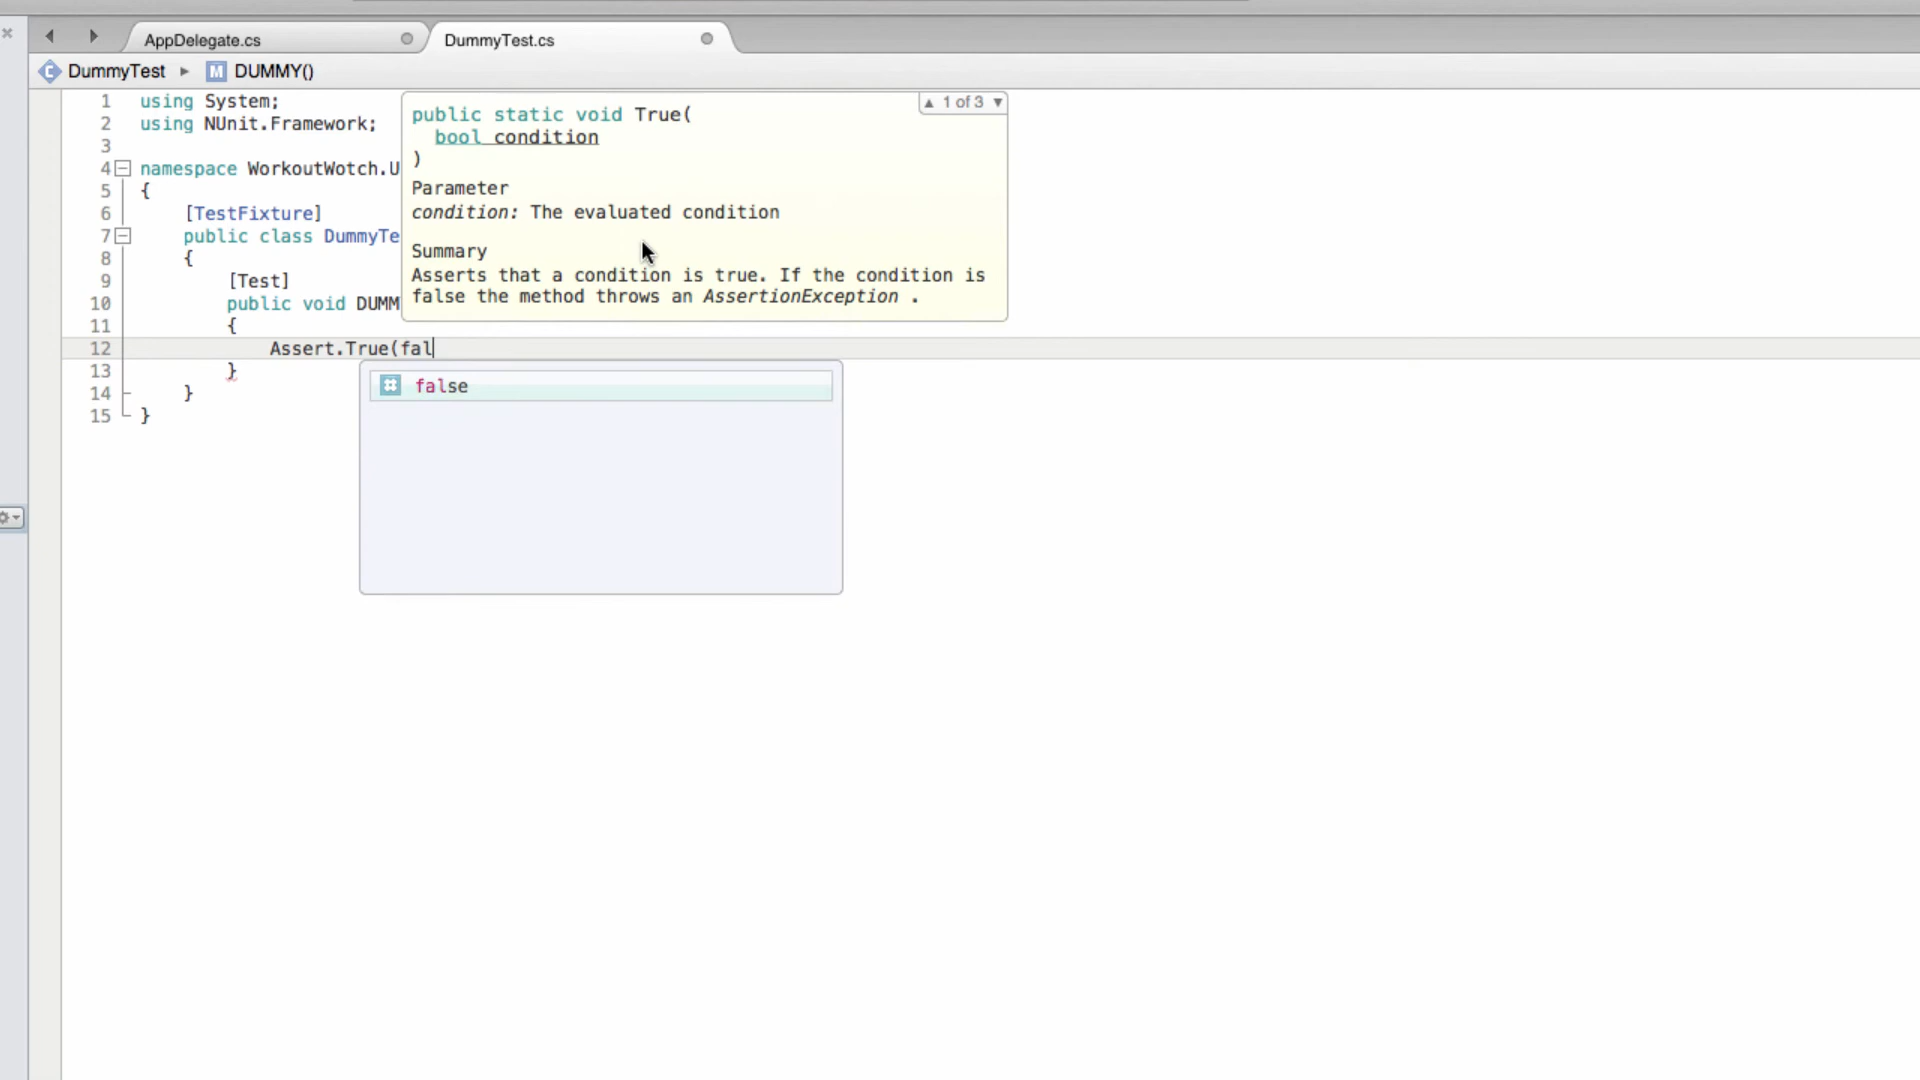 AppDelegate.cs
DummyTest.cs
DummyTest
M DUMMY()
1 using System;
2 using NUnit.Framework;
3
4 namespace WorkoutWotch.U
5 {
6 [TestFixture]
7 public class DummyTe
8 {
9 [Test]
10 public void DUMM
11 {
12 Assert.True(fal
13 }
14 }
15 }
1 of 3
public static void True(
bool condition
)
Parameter
condition: The evaluated condition
Summary
Asserts that a condition is true. If the condition is
false the method throws an AssertionException .
false